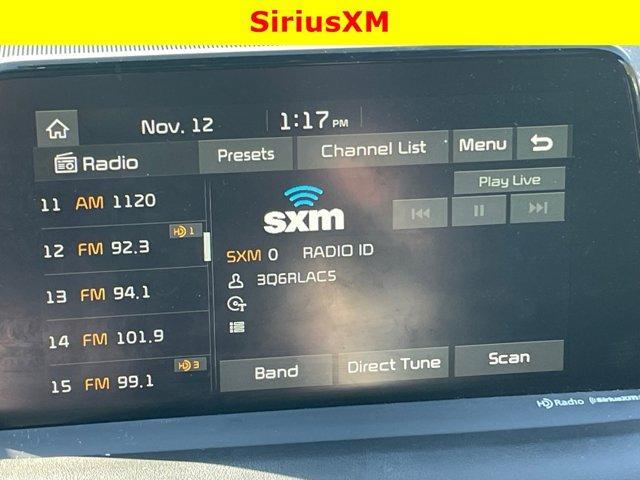 SiriusXM
Nov. 12 1:17 PM
Radio Presets Channel List Menu
Play Live
11 AM 1120
12 FM 92.3 HD 1
13 FM 94.1
14 FM 101.9
15 FM 99.1 HD 3
sxm
SXM 0 RADIO ID
3Q6RLAC5
Band Direct Tune Scan
HD Radio SiriusXM